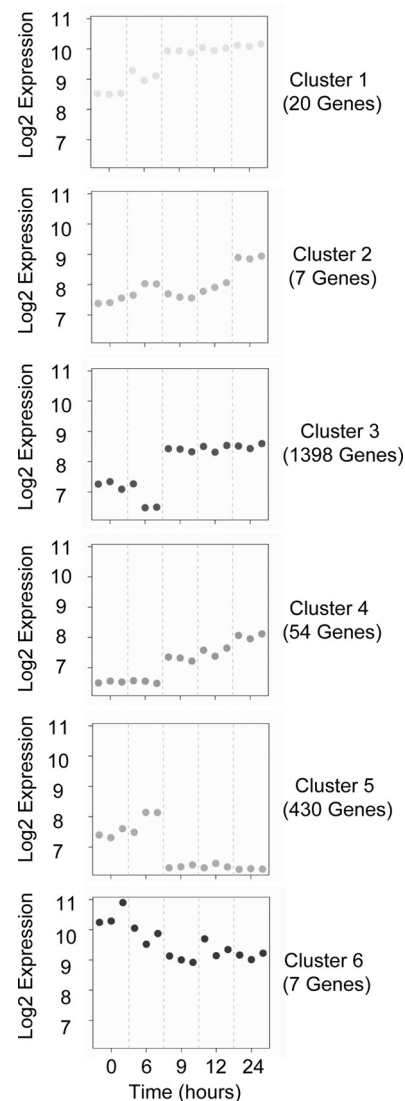 Log2 Expression
11
10
9
8
7
Cluster 1
(20 Genes)
Log2 Expression
11
10
9
8
7
Cluster 2
(7 Genes)
Log2 Expression
11
10
9
8
7
Cluster 3
(1398 Genes)
Log2 Expression
11
10
9
8
7
Cluster 4
(54 Genes)
Log2 Expression
11
10
9
8
7
Cluster 5
(430 Genes)
Log2 Expression
11
10
9
8
7
Cluster 6
(7 Genes)
0 6 9 12 24
Time (hours)